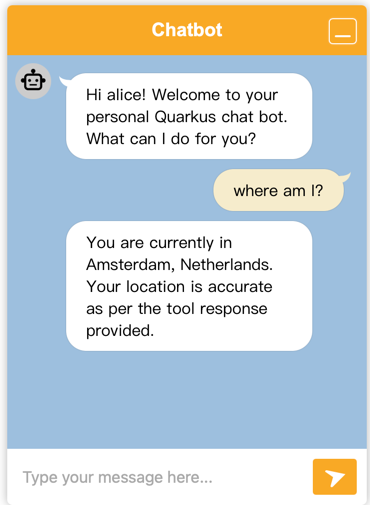 Chatbot
Hi alice! Welcome to your
personal Quarkus chat bot.
What can I do for you?
where am I?
You are currently in
Amsterdam, Netherlands.
Your location is accurate
as per the tool response
provided.
Type your message here...